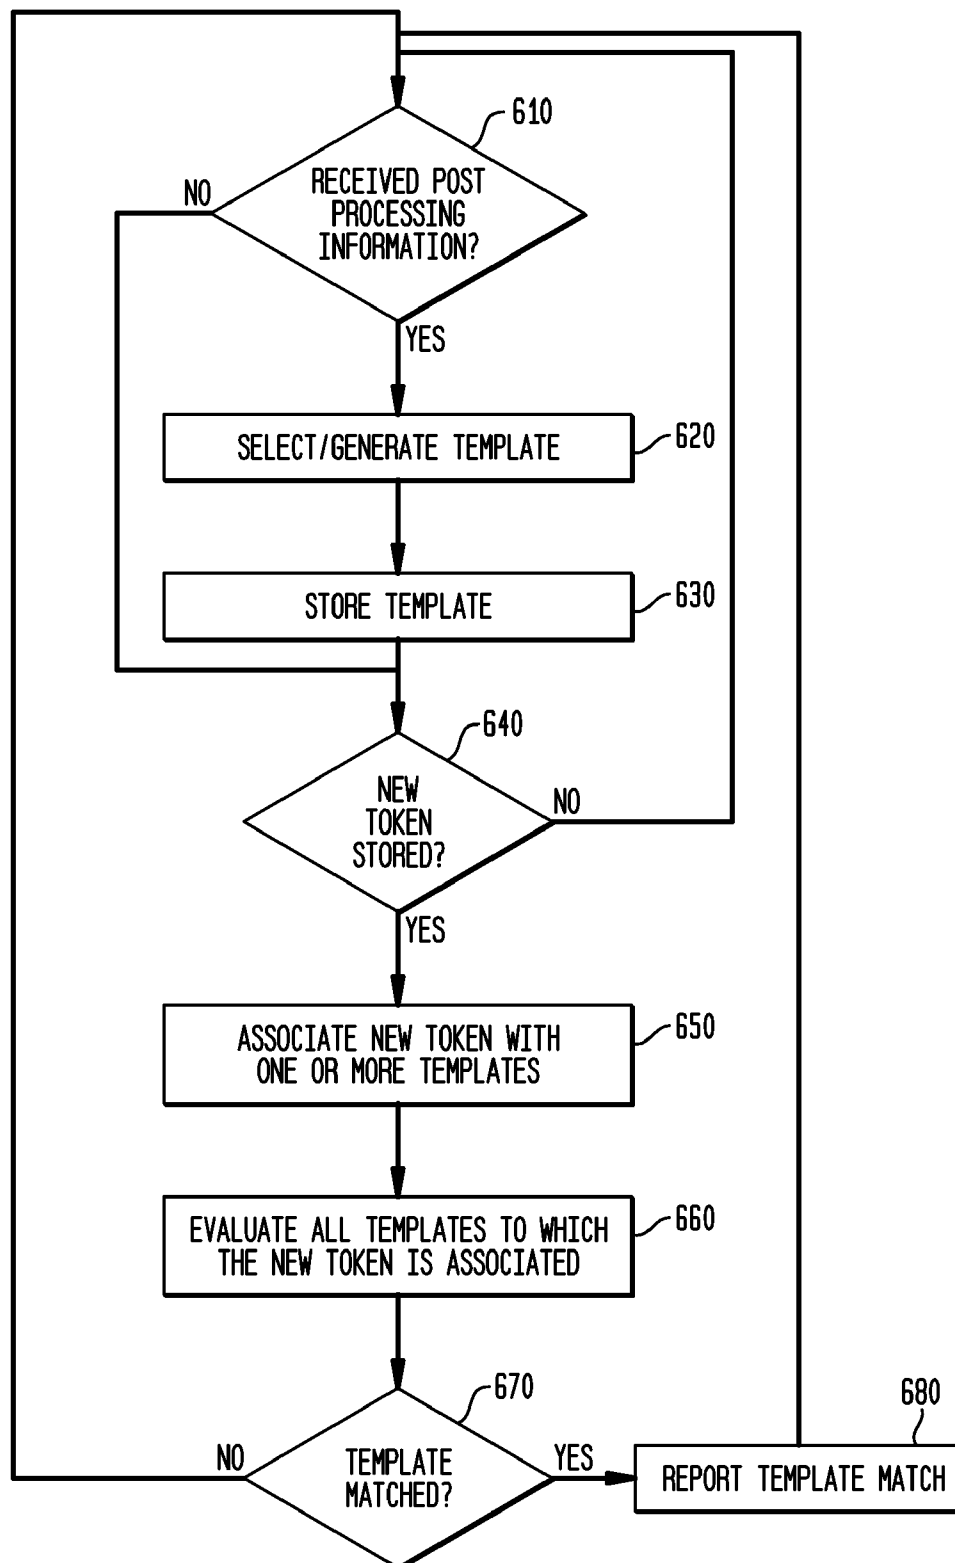 610
RECEIVED POST
PROCESSING
INFORMATION?
NO
YES
SELECT/GENERATE TEMPLATE
620
STORE TEMPLATE
630
640
NEW
TOKEN
STORED?
NO
YES
ASSOCIATE NEW TOKEN WITH
ONE OR MORE TEMPLATES
650
EVALUATE ALL TEMPLATES TO WHICH
THE NEW TOKEN IS ASSOCIATED
660
670
TEMPLATE
MATCHED?
NO
YES
680
REPORT TEMPLATE MATCH